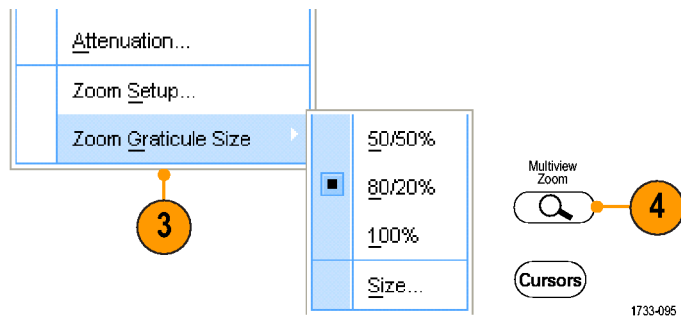 Attenuation...
Zoom Setup...
Zoom Graticule Size
50/50%
80/20%
100%
Size...
3
Multiview
Zoom
4
Cursors
1733-095